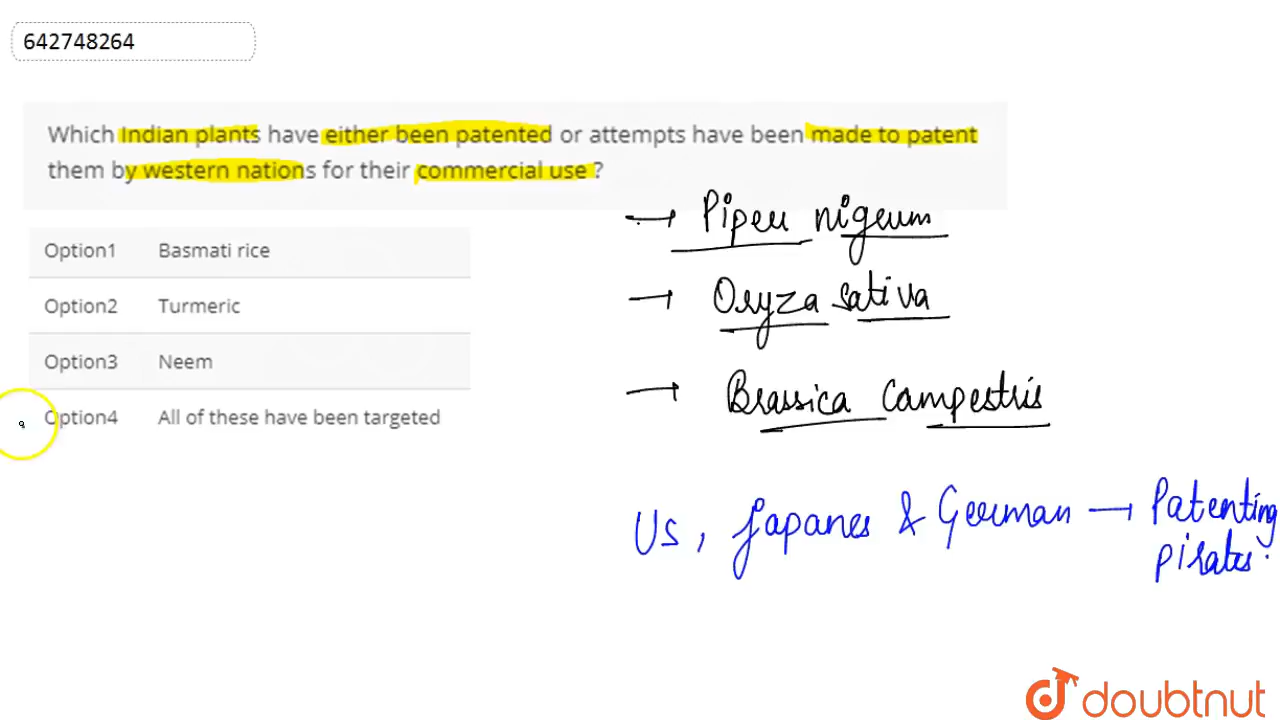 642748264
Which Indian plants have either been patented or attempts have been made to patent
them by western nations for their commercial use ?
Option1 Basmati rice
Option2 Turmeric
Option3 Neem
Option4 All of these have been targeted
→ Piper nigrum
→ Oryza sativa
→ Brassica campestris
Us, Japanes & German → Patenting
pirates.
doubtnut